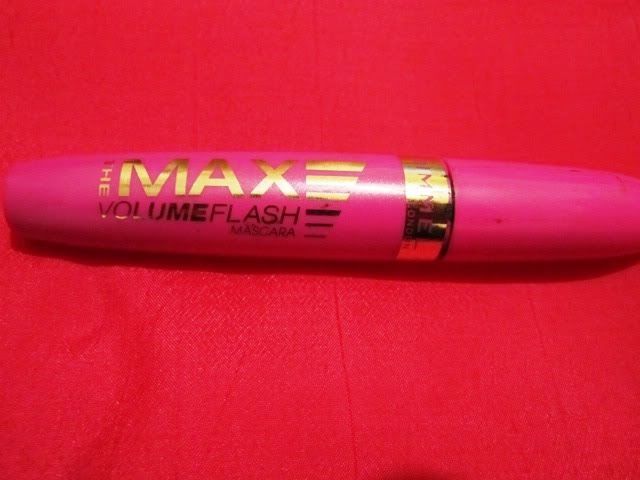 THE MAX
VOLUME FLASH
MASCARA